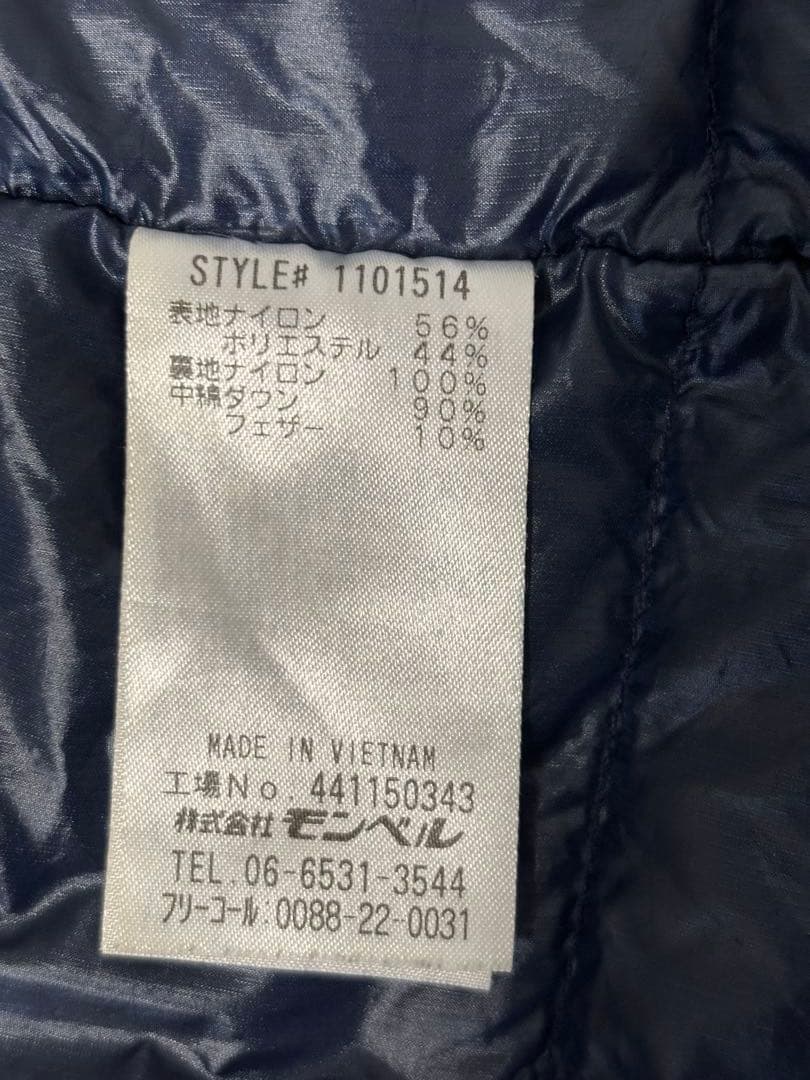 STYLE# 1101514
表地ナイロン 56%
ポリエステル 44%
裏地ナイロン 100%
中綿ダウン 90%
フェザー 10%
MADE IN VIETNAM
工場No. 441150343
株式会社モンベル
TEL.06-6531-3544
フリーコール:0088-22-0031